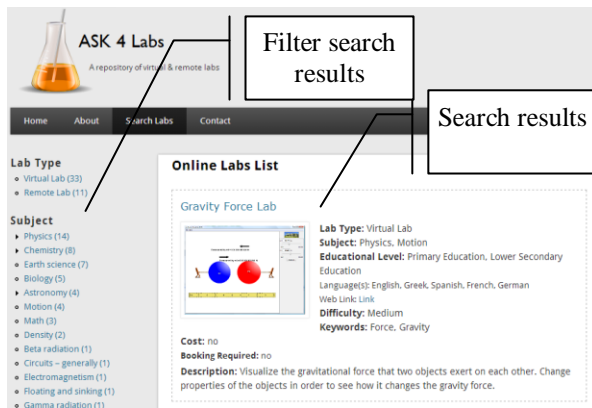 ASK 4 Labs
A repository of virtual & remote labs
Filter search
results
Search results
Home About Search Labs Contact
Lab Type
Virtual Lab (33)
Remote Lab (11)
Subject
Physics (14)
Chemistry (8)
Earth science (7)
Biology (5)
Astronomy (4)
Motion (4)
Math (3)
Density (2)
Beta radiation (1)
Circuits – generally (1)
Electromagnetism (1)
Floating and sinking (1)
Gamma radiation (1)
Online Labs List
Gravity Force Lab
Lab Type: Virtual Lab
Subject: Physics, Motion
Educational Level: Primary Education, Lower Secondary
Education
Language(s): English, Greek, Spanish, French, German
Web Link: Link
Difficulty: Medium
Keywords: Force, Gravity
Cost: no
Booking Required: no
Description: Visualize the gravitational force that two objects exert on each other. Change
properties of the objects in order to see how it changes the gravity force.